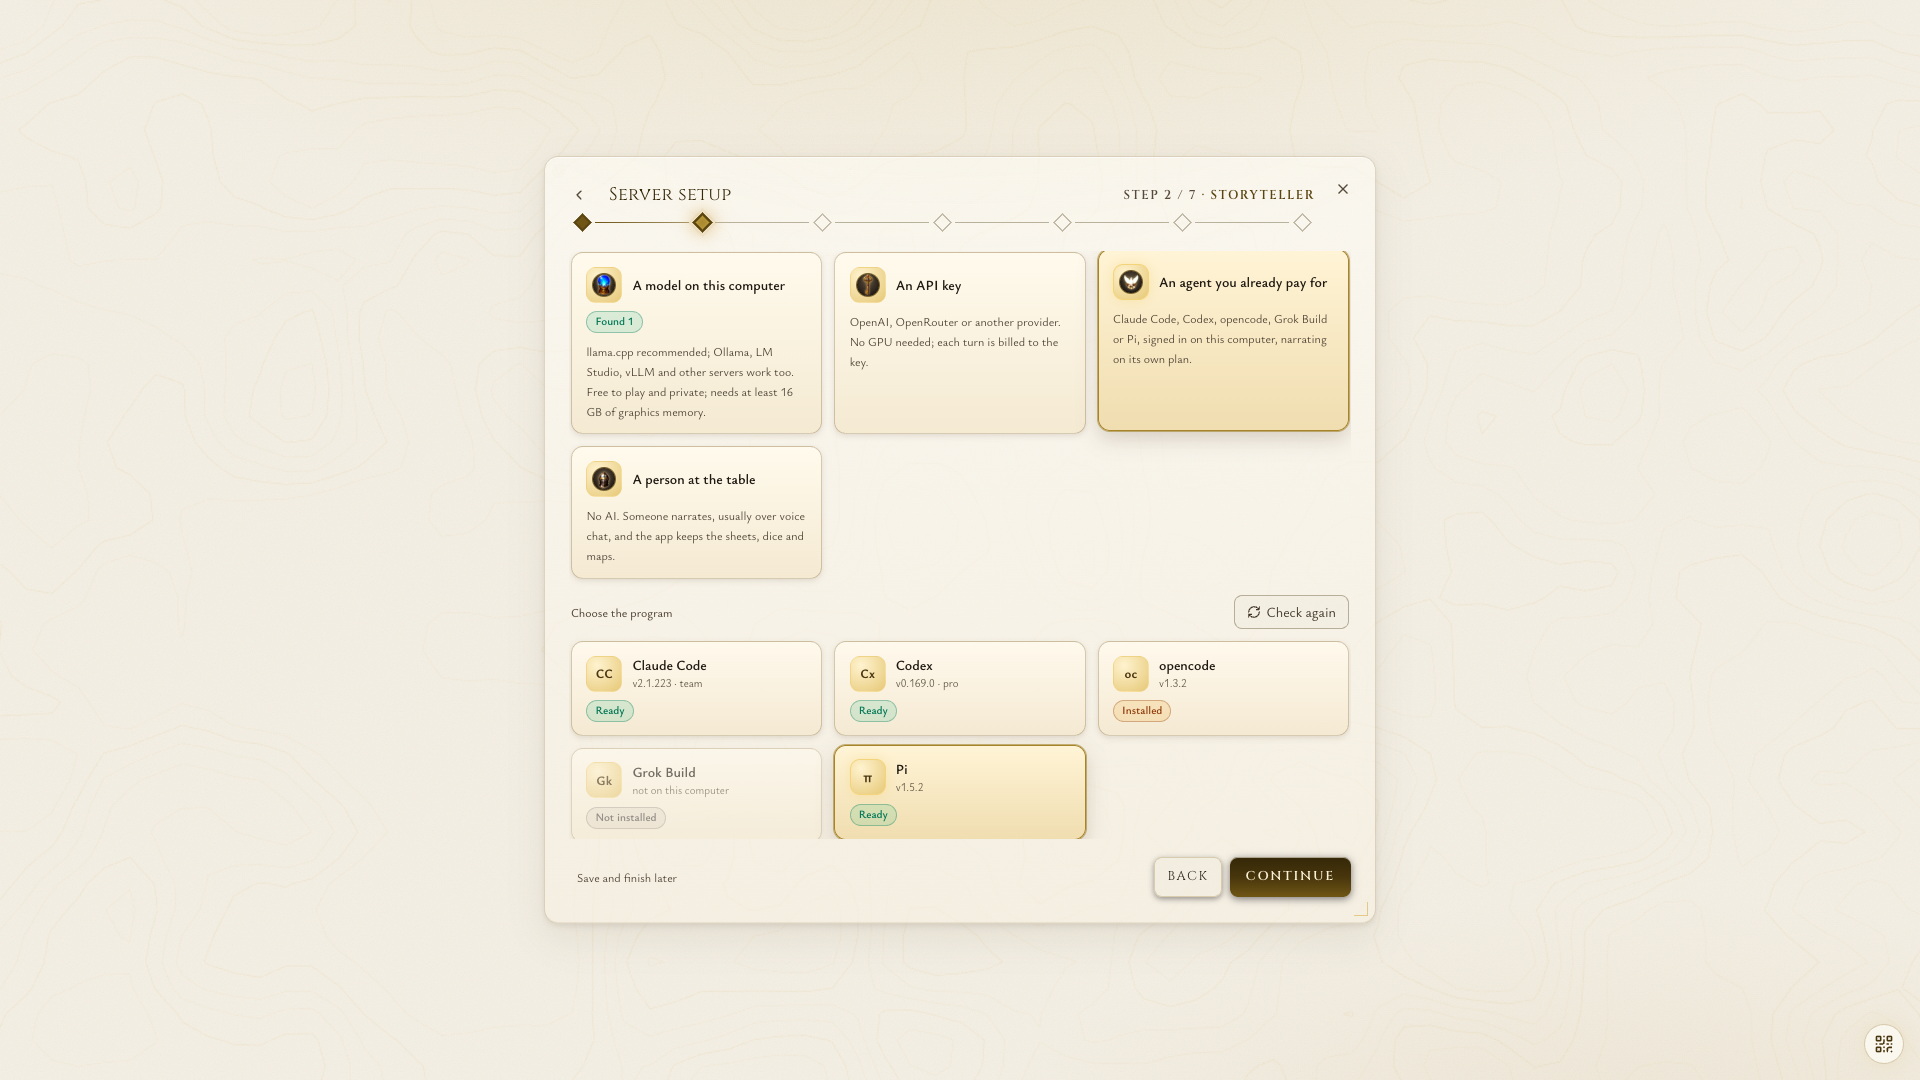 Server setup
STEP 2 / 7 · STORYTELLER
A model on this computer
Found 1
llama.cpp recommended; Ollama, LM
Studio, vLLM and other servers work too.
Free to play and private; needs at least 16
GB of graphics memory.
An API key
OpenAI, OpenRouter or another provider.
No GPU needed; each turn is billed to the
key.
An agent you already pay for
Claude Code, Codex, opencode, Grok Build
or Pi, signed in on this computer, narrating
on its own plan.
A person at the table
No AI. Someone narrates, usually over voice
chat, and the app keeps the sheets, dice and
maps.
Choose the program
Check again
CC
Claude Code
v2.1.223 · team
Ready
Cx
Codex
v0.169.0 · pro
Ready
oc
opencode
v1.3.2
Installed
Gk
Grok Build
not on this computer
Not installed
π
Pi
v1.5.2
Ready
Save and finish later
BACK
CONTINUE